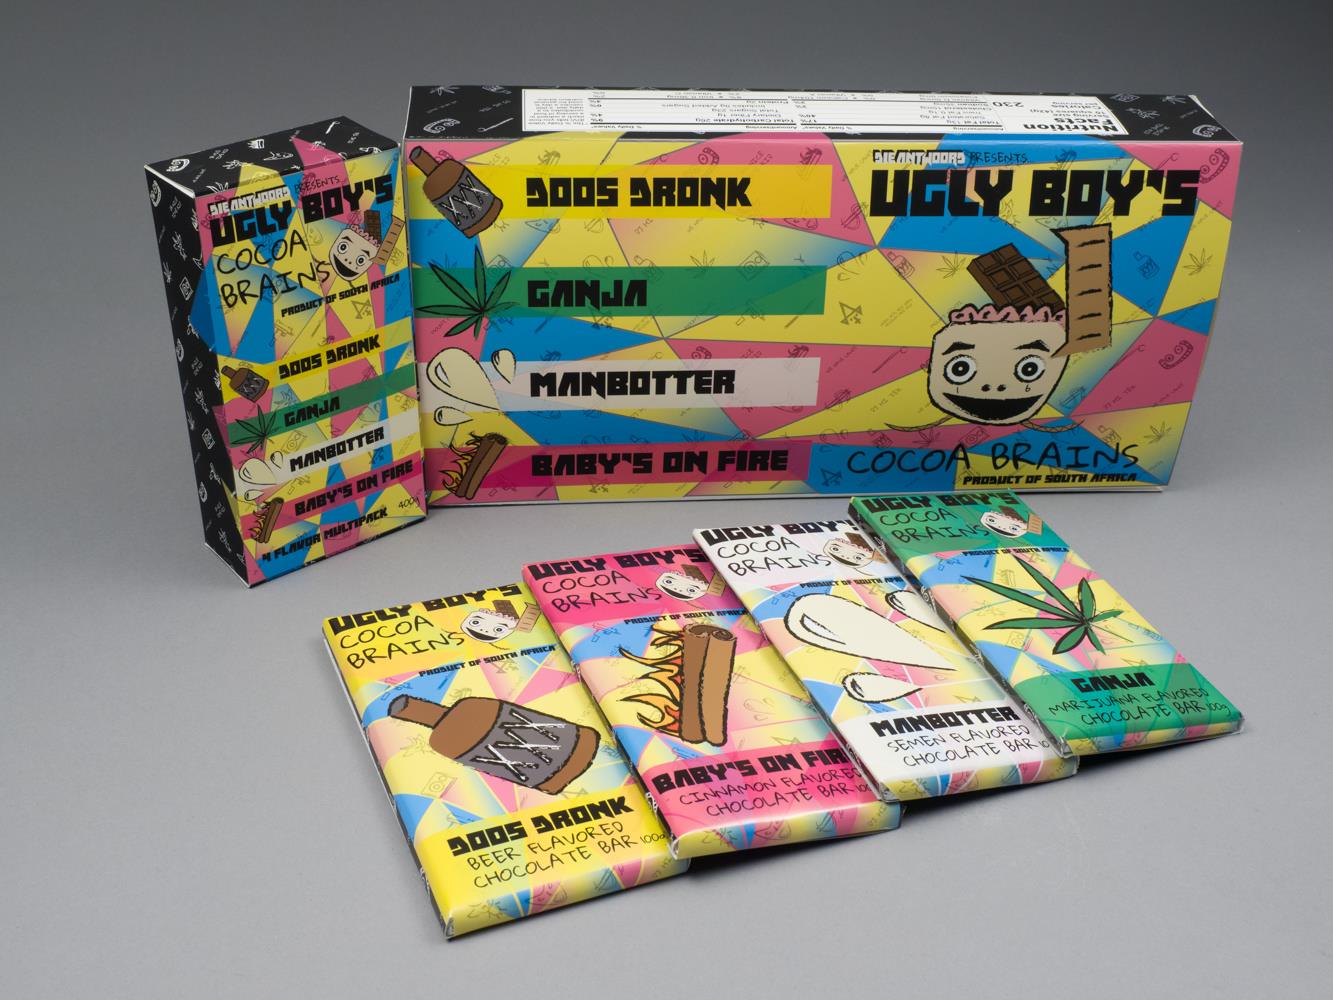 DIE ANTWOORD PRESENTS...
UGLY BOY'S
COCOA
BRAINS
PRODUCT OF SOUTH AFRICA
DOOS DRONK
GANJA
MANBOTTER
BABY'S ON FIRE
400g
4 FLAVOR MULTIPACK
Nutrition
Facts
Calories
230
DOOS DRONK
GANJA
MANBOTTER
BABY'S ON FIRE
DIE ANTWOORD PRESENTS...
UGLY BOY'S
COCOA BRAINS
PRODUCT OF SOUTH AFRICA
UGLY BOY'S
COCOA
BRAINS
PRODUCT OF SOUTH AFRICA
XXX
DOOS DRONK
BEER FLAVORED
CHOCOLATE BAR 100g
UGLY BOY'S
COCOA
BRAINS
PRODUCT OF SOUTH AFRICA
BABY'S ON FIRE
CINNAMON FLAVORED
CHOCOLATE BAR
UGLY BOY'S
COCOA
BRAINS
PRODUCT OF SOUTH AFRI
MANBOTTER
SEMEN FLAVORED
CHOCOLATE BAR
UGLY BOY'S
COCOA
BRAINS
PRODUCT OF SOUTH AFRICA
GANJA
MARIJUANA FLAVORED
CHOCOLATE BAR 100g